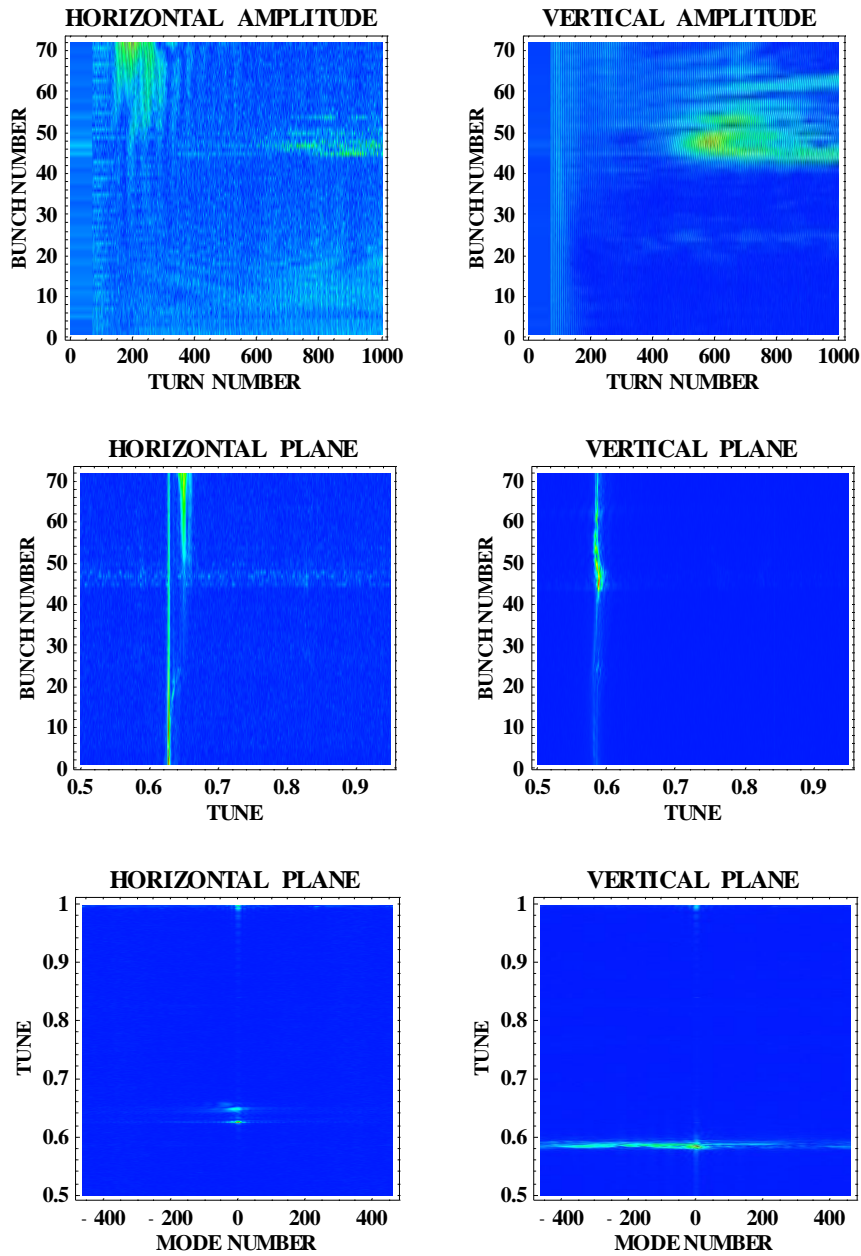 HORIZONTAL AMPLITUDE
70
60
50
40
30
20
10
0
BUNCH NUMBER
0 200 400 600 800 1000
TURN NUMBER
VERTICAL AMPLITUDE
70
60
50
40
30
20
10
0
BUNCH NUMBER
0 200 400 600 800 1000
TURN NUMBER
HORIZONTAL PLANE
70
60
50
40
30
20
10
0
BUNCH NUMBER
0.5 0.6 0.7 0.8 0.9
TUNE
VERTICAL PLANE
70
60
50
40
30
20
10
0
BUNCH NUMBER
0.5 0.6 0.7 0.8 0.9
TUNE
HORIZONTAL PLANE
1
0.9
0.8
0.7
0.6
0.5
TUNE
- 400 - 200 0 200 400
MODE NUMBER
VERTICAL PLANE
1
0.9
0.8
0.7
0.6
0.5
TUNE
- 400 - 200 0 200 400
MODE NUMBER